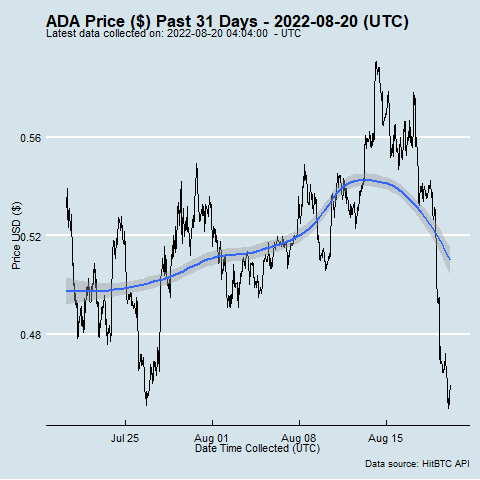 ADA Price ($) Past 31 Days - 2022-08-20 (UTC)
Latest data collected on: 2022-08-20 04:04:00  - UTC
Price USD ($)
0.56
0.52
0.48
Jul 25 Aug 01 Aug 08 Aug 15
Date Time Collected (UTC)
Data source: HitBTC API